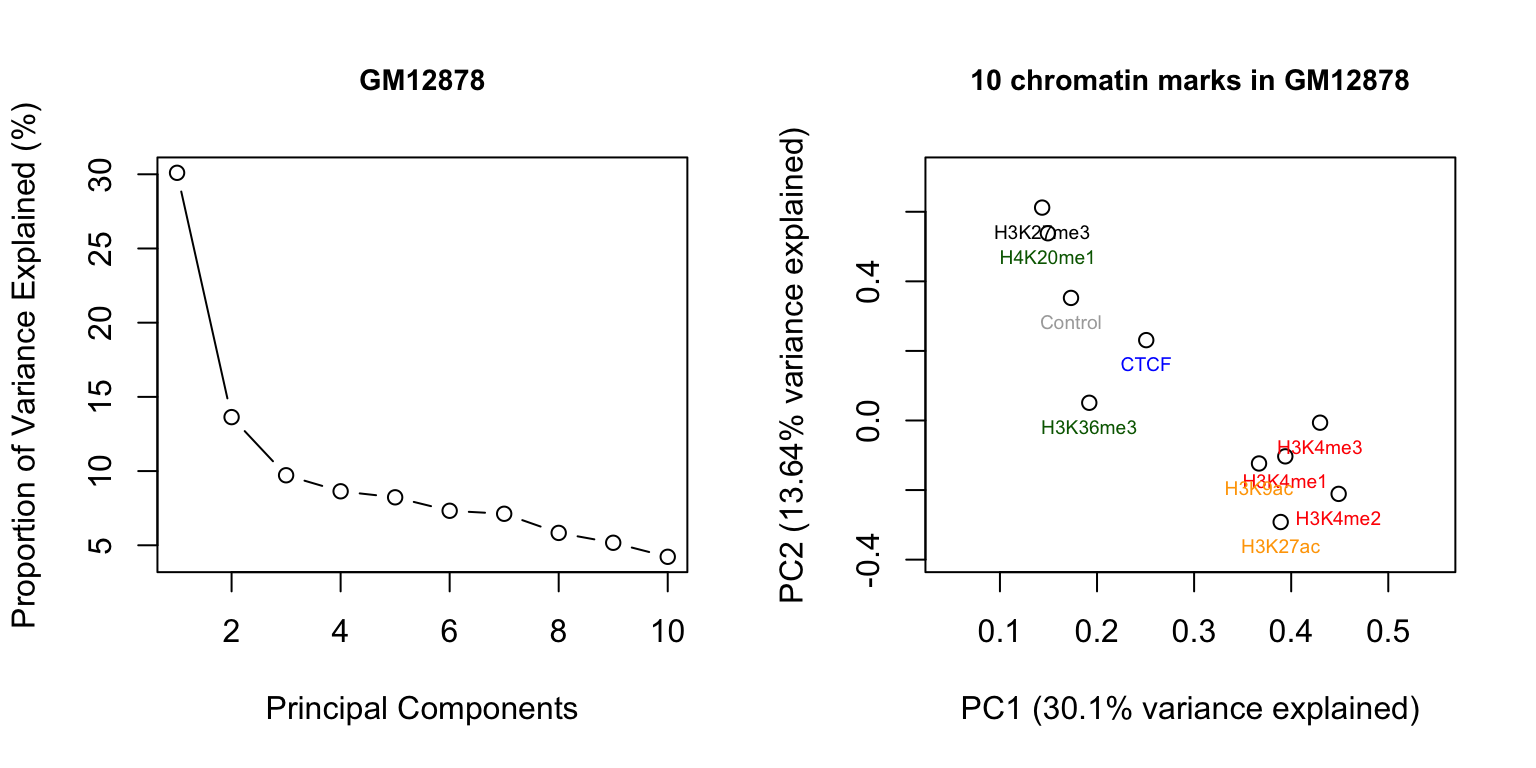 GM12878
Proportion of Variance Explained (%)
30
25
20
15
10
5
2 4 6 8 10
Principal Components
10 chromatin marks in GM12878
PC2 (13.64% variance explained)
0.4
0.0
-0.4
H3K27me3
H4K20me1
Control
CTCF
H3K36me3
H3K4me3
H3K4me1
H3K9ac
H3K4me2
H3K27ac
0.1 0.2 0.3 0.4 0.5
PC1 (30.1% variance explained)